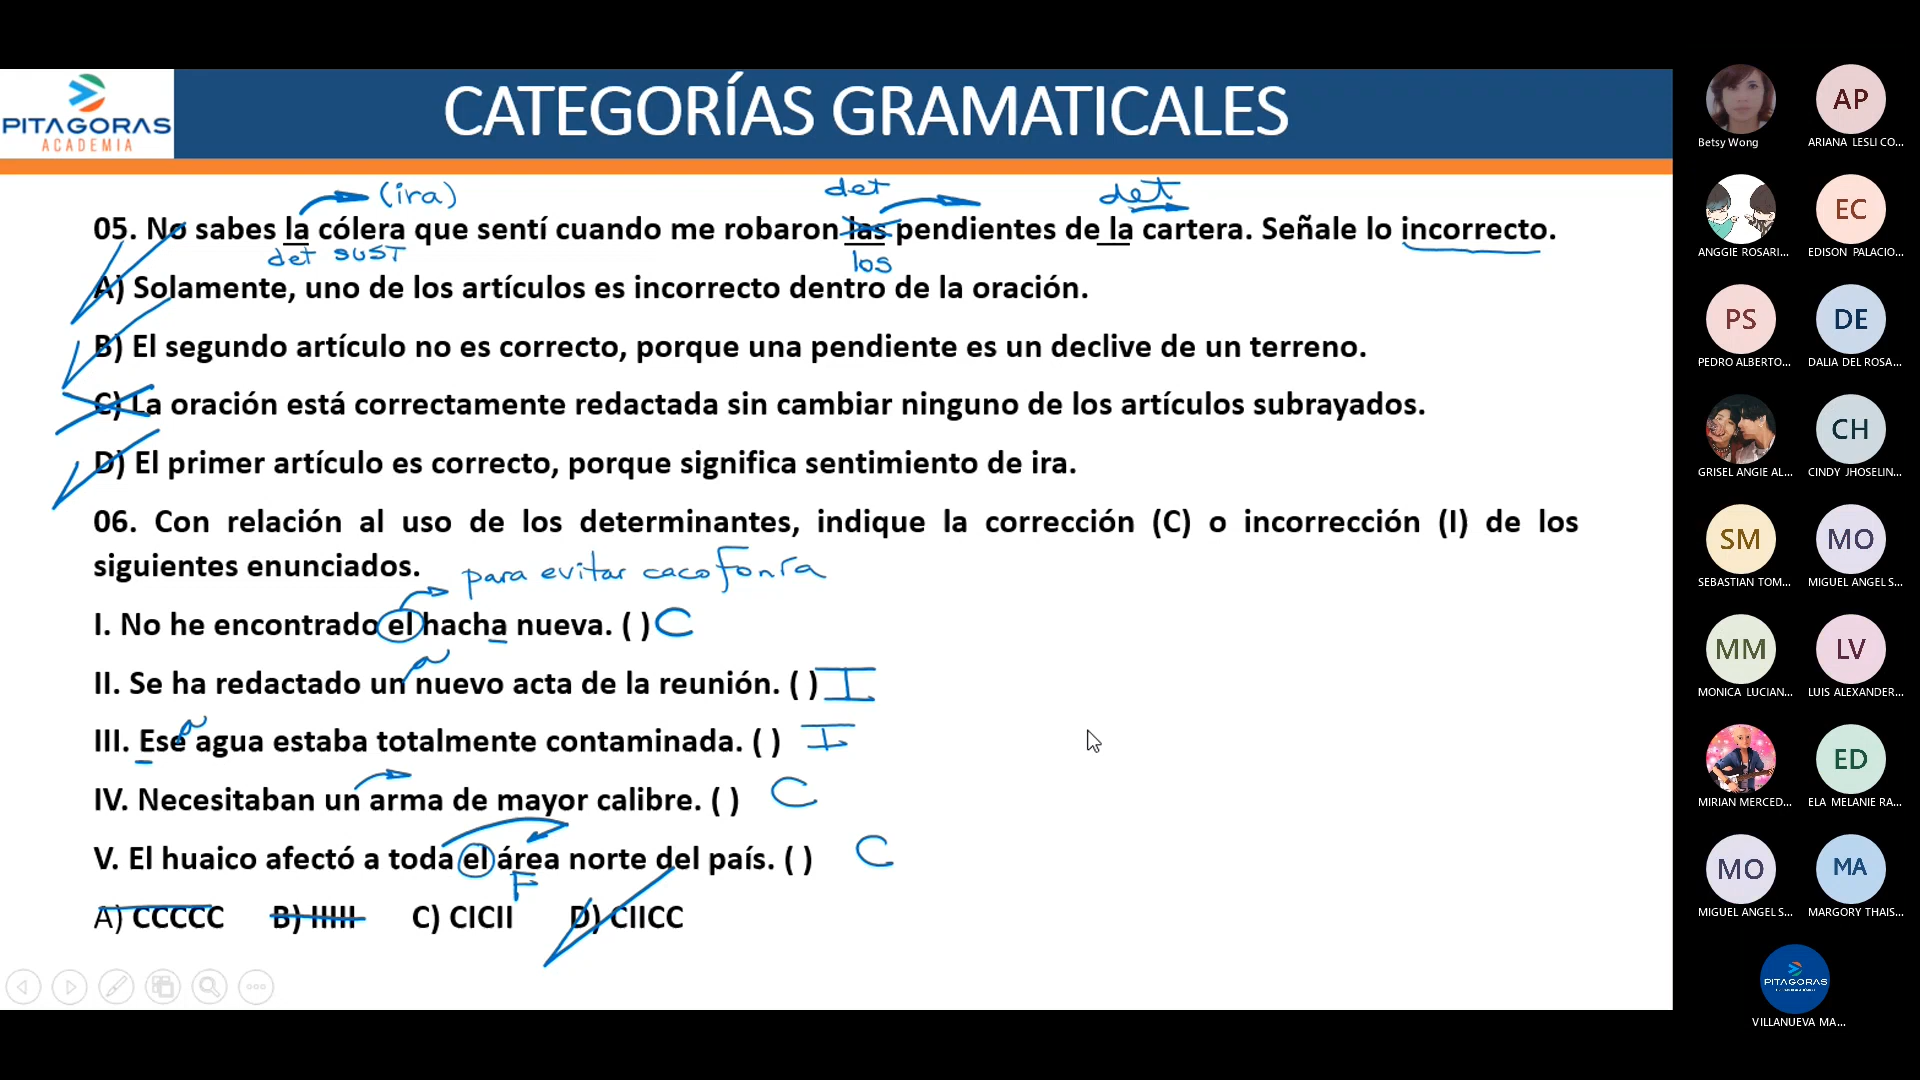 PITAGORAS
ACADEMIA
CATEGORÍAS GRAMATICALES
(ira)
det
det
05. No sabes la cólera que sentí cuando me robaron las pendientes de la cartera. Señale lo incorrecto.
det sust
los
A) Solamente, uno de los artículos es incorrecto dentro de la oración.
B) El segundo artículo no es correcto, porque una pendiente es un declive de un terreno.
C) La oración está correctamente redactada sin cambiar ninguno de los artículos subrayados.
D) El primer artículo es correcto, porque significa sentimiento de ira.
06. Con relación al uso de los determinantes, indique la corrección (C) o incorrección (I) de los
siguientes enunciados.
para evitar cacofonía
I. No he encontrado el hacha nueva. ( ) C
a
II. Se ha redactado un nuevo acta de la reunión. ( ) I
a
III. Ese agua estaba totalmente contaminada. ( ) I
IV. Necesitaban un arma de mayor calibre. ( ) C
V. El huaico afectó a toda el área norte del país. ( ) C
F
A) CCCCC B) IIIII C) CICII D) CIICC
Betsy Wong
AP
ARIANA LESLI CO...
ANGGIE ROSARI...
EC
EDISON PALACIO...
PS
PEDRO ALBERTO...
DE
DALIA DEL ROSA...
GRISEL ANGIE AL...
CH
CINDY JHOSELIN...
SM
SEBASTIAN TOM...
MO
MIGUEL ANGEL S...
MM
MONICA LUCIAN...
LV
LUIS ALEXANDER...
MIRIAN MERCED...
ED
ELA MELANIE RA...
MO
MIGUEL ANGEL S...
MA
MARGORY THAIS...
PITAGORAS
VILLANUEVA MA...